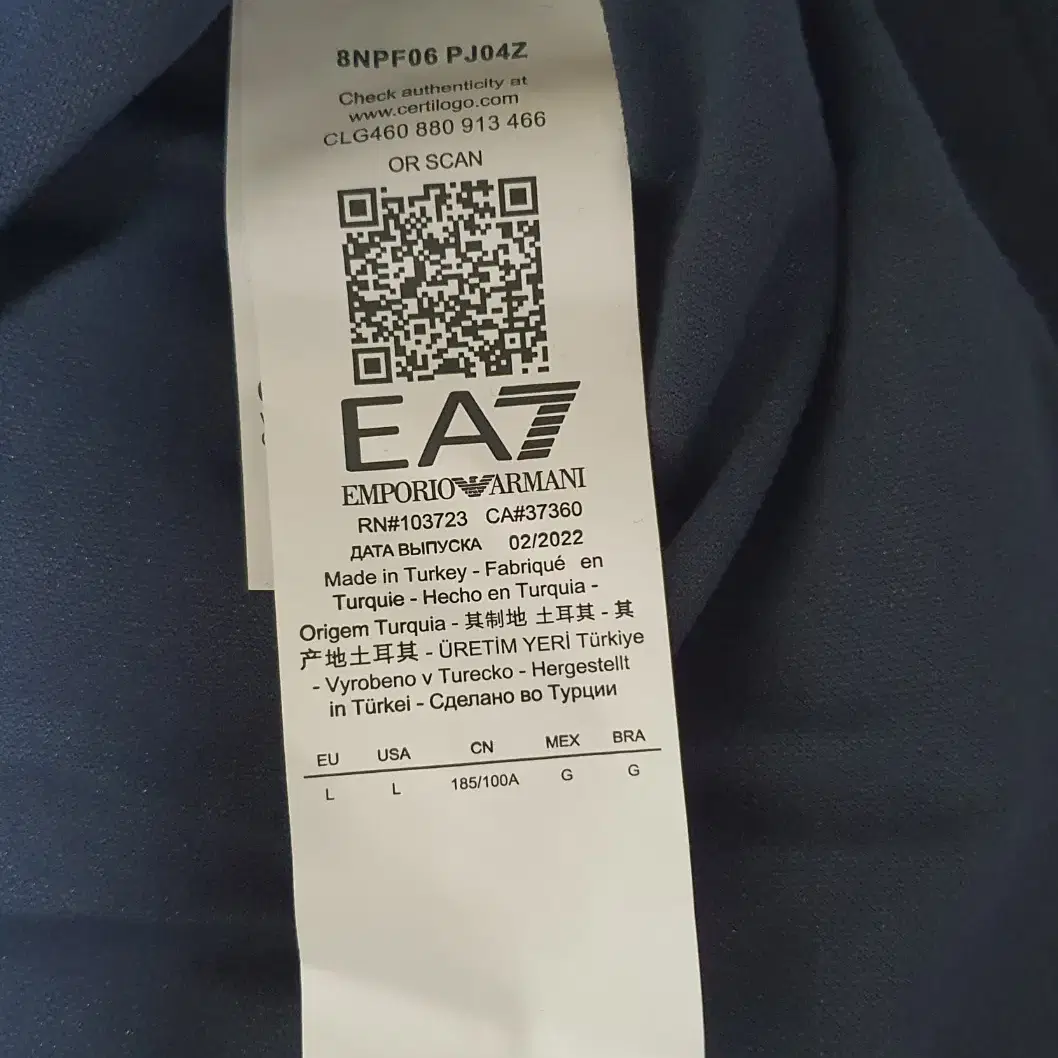 8NPF06 PJ04Z
Check authenticity at
www.certilogo.com
CLG460 880 913 466
OR SCAN
EA7
EMPORIO ARMANI
RN#103723 CA#37360
ДАТА ВЫПУСКА 02/2022
Made in Turkey - Fabriqué en
Turquie - Hecho en Turquia -
Origem Turquia - 其制地 土耳其 - 其
产地土耳其 - ÜRETİM YERİ Türkiye
- Vyrobeno v Turecko - Hergestellt
in Türkei - Сделано во Турции
EU USA CN MEX BRA
L L 185/100A G G